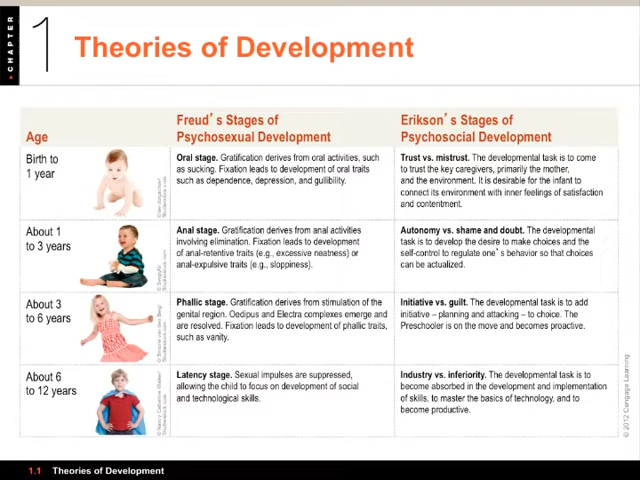 CHAPTER
1
Theories of Development
Age
Freud's Stages of
Psychosexual Development
Erikson's Stages of
Psychosocial Development
Birth to
1 year
Oral stage. Gratification derives from oral activities, such
as sucking. Fixation leads to development of oral traits
such as dependence, depression, and gullibility.
Trust vs. mistrust. The developmental task is to come
to trust the key caregivers, primarily the mother,
and the environment. It is desirable for the infant to
connect its environment with inner feelings of satisfaction
and contentment.
About 1
to 3 years
Anal stage. Gratification derives from anal activities
involving elimination. Fixation leads to development
of anal-retentive traits (e.g., excessive neatness) or
anal-expulsive traits (e.g., sloppiness).
Autonomy vs. shame and doubt. The developmental
task is to develop the desire to make choices and the
self-control to regulate one's behavior so that choices
can be actualized.
About 3
to 6 years
Phallic stage. Gratification derives from stimulation of the
genital region. Oedipus and Electra complexes emerge and
are resolved. Fixation leads to development of phallic traits,
such as vanity.
Initiative vs. guilt. The developmental task is to add
initiative – planning and attacking – to choice. The
Preschooler is on the move and becomes proactive.
About 6
to 12 years
Latency stage. Sexual impulses are suppressed,
allowing the child to focus on development of social
and technological skills.
Industry vs. inferiority. The developmental task is to
become absorbed in the development and implementation
of skills, to master the basics of technology, and to
become productive.
© 2012 Cengage Learning
1.1 Theories of Development